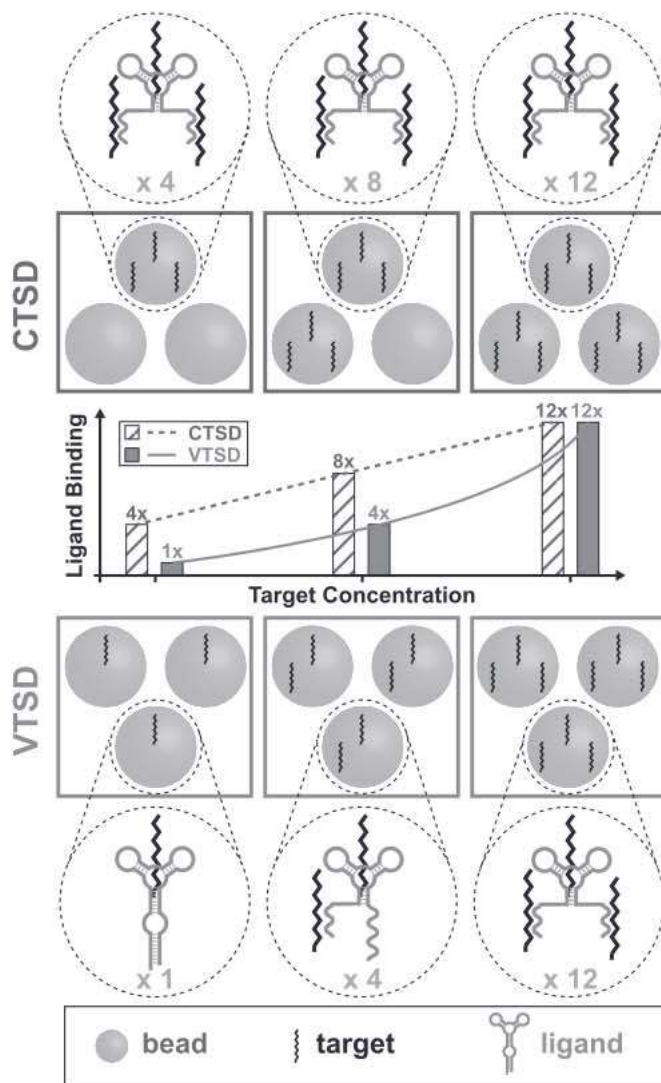 x 4 x 8 x 12
CTSD
12x 12x
CTSD
VTSD
8x
4x 4x
1x
Ligand Binding
Target Concentration
VTSD
x 1 x 4 x 12
bead target ligand